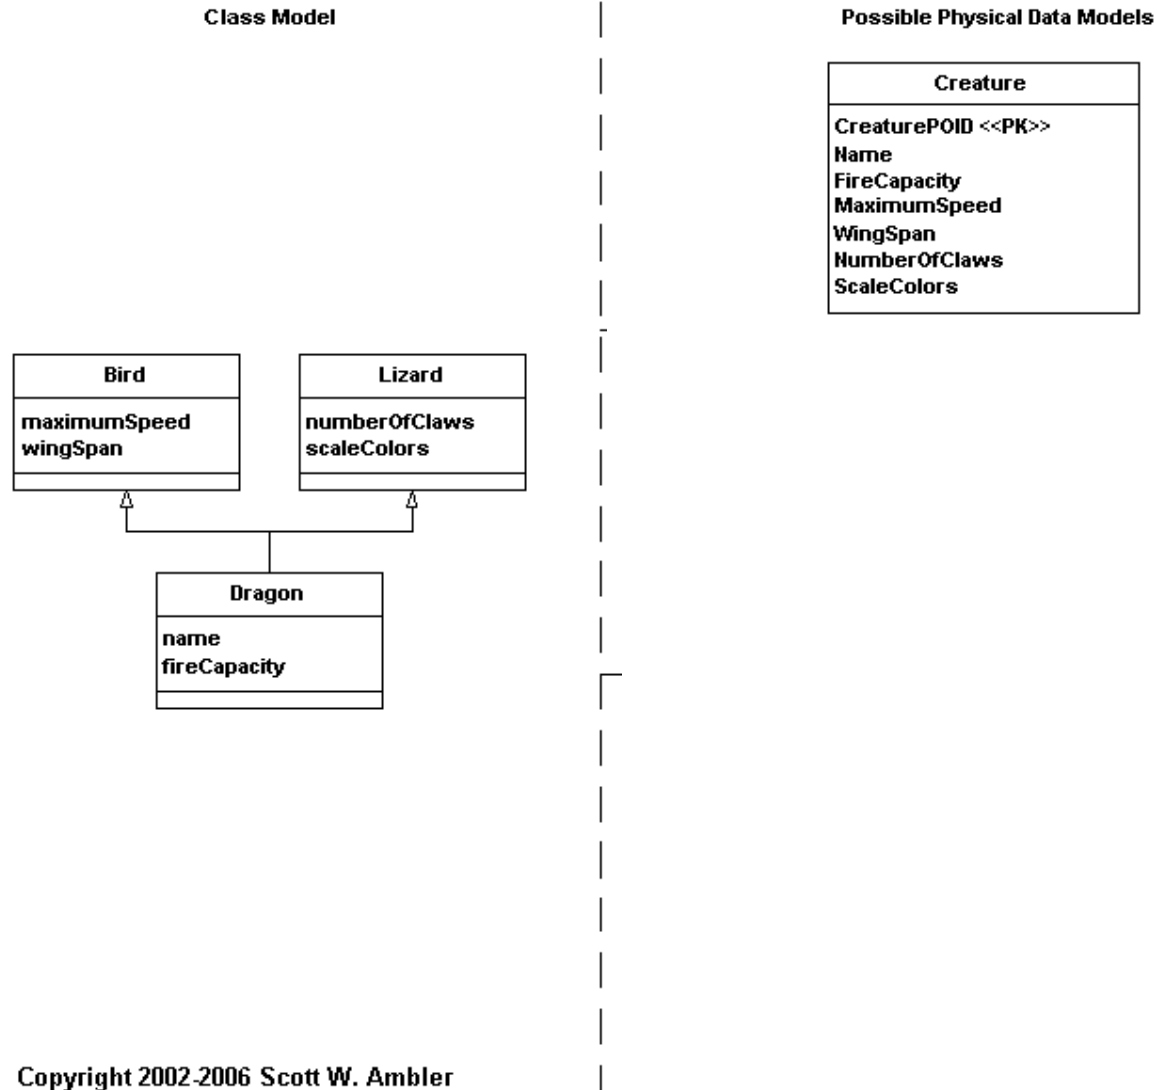 Class Model
Possible Physical Data Models
Creature
CreaturePOID <<PK>>
Name
FireCapacity
MaximumSpeed
WingSpan
NumberOfClaws
ScaleColors
Bird
maximumSpeed
wingSpan
Lizard
numberOfClaws
scaleColors
Dragon
name
fireCapacity
Copyright 2002-2006 Scott W. Ambler